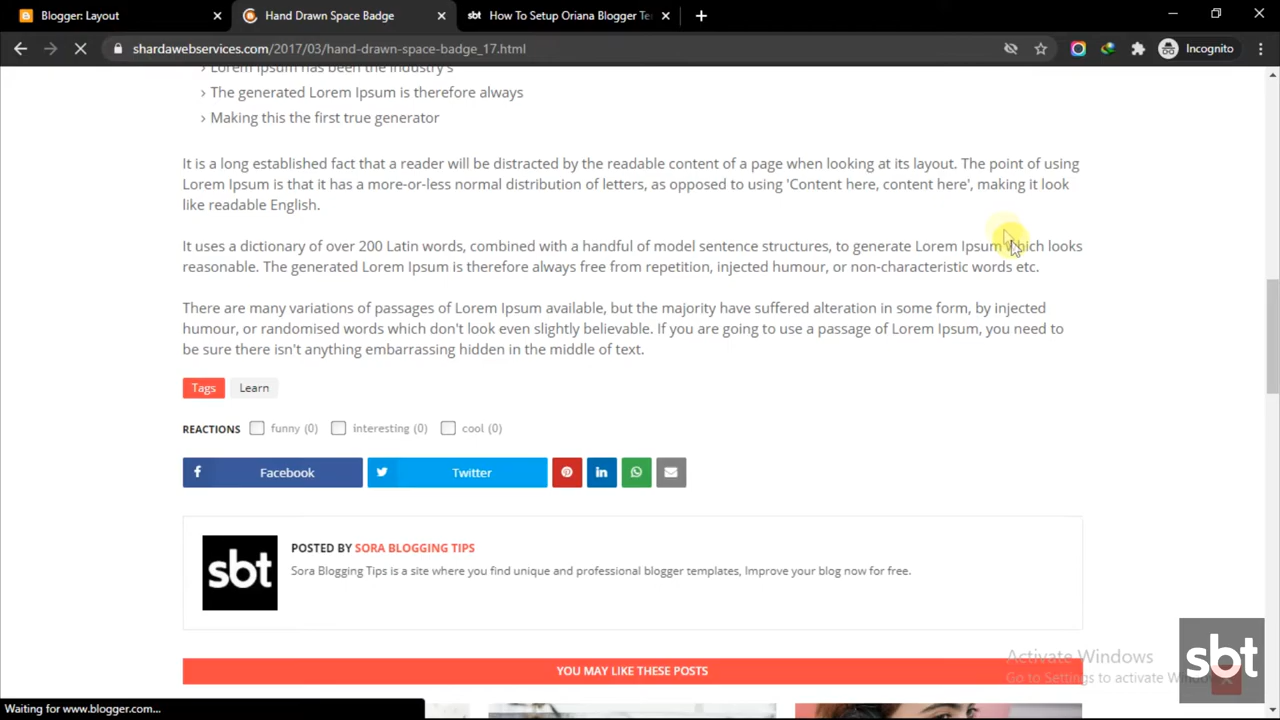 Blogger: Layout
Hand Drawn Space Badge
sbt How To Setup Oriana Blogger Te
shardawebservices.com/2017/03/hand-drawn-space-badge_17.html
Incognito
Lorem Ipsum has been the industry's
› The generated Lorem Ipsum is therefore always
› Making this the first true generator
It is a long established fact that a reader will be distracted by the readable content of a page when looking at its layout. The point of using
Lorem Ipsum is that it has a more-or-less normal distribution of letters, as opposed to using 'Content here, content here', making it look
like readable English.
It uses a dictionary of over 200 Latin words, combined with a handful of model sentence structures, to generate Lorem Ipsum which looks
reasonable. The generated Lorem Ipsum is therefore always free from repetition, injected humour, or non-characteristic words etc.
There are many variations of passages of Lorem Ipsum available, but the majority have suffered alteration in some form, by injected
humour, or randomised words which don't look even slightly believable. If you are going to use a passage of Lorem Ipsum, you need to
be sure there isn't anything embarrassing hidden in the middle of text.
Tags Learn
REACTIONS funny (0) interesting (0) cool (0)
Facebook Twitter
sbt
POSTED BY SORA BLOGGING TIPS
Sora Blogging Tips is a site where you find unique and professional blogger templates, Improve your blog now for free.
YOU MAY LIKE THESE POSTS
Activate Windows
Go to Settings to activate
sbt
Waiting for www.blogger.com...